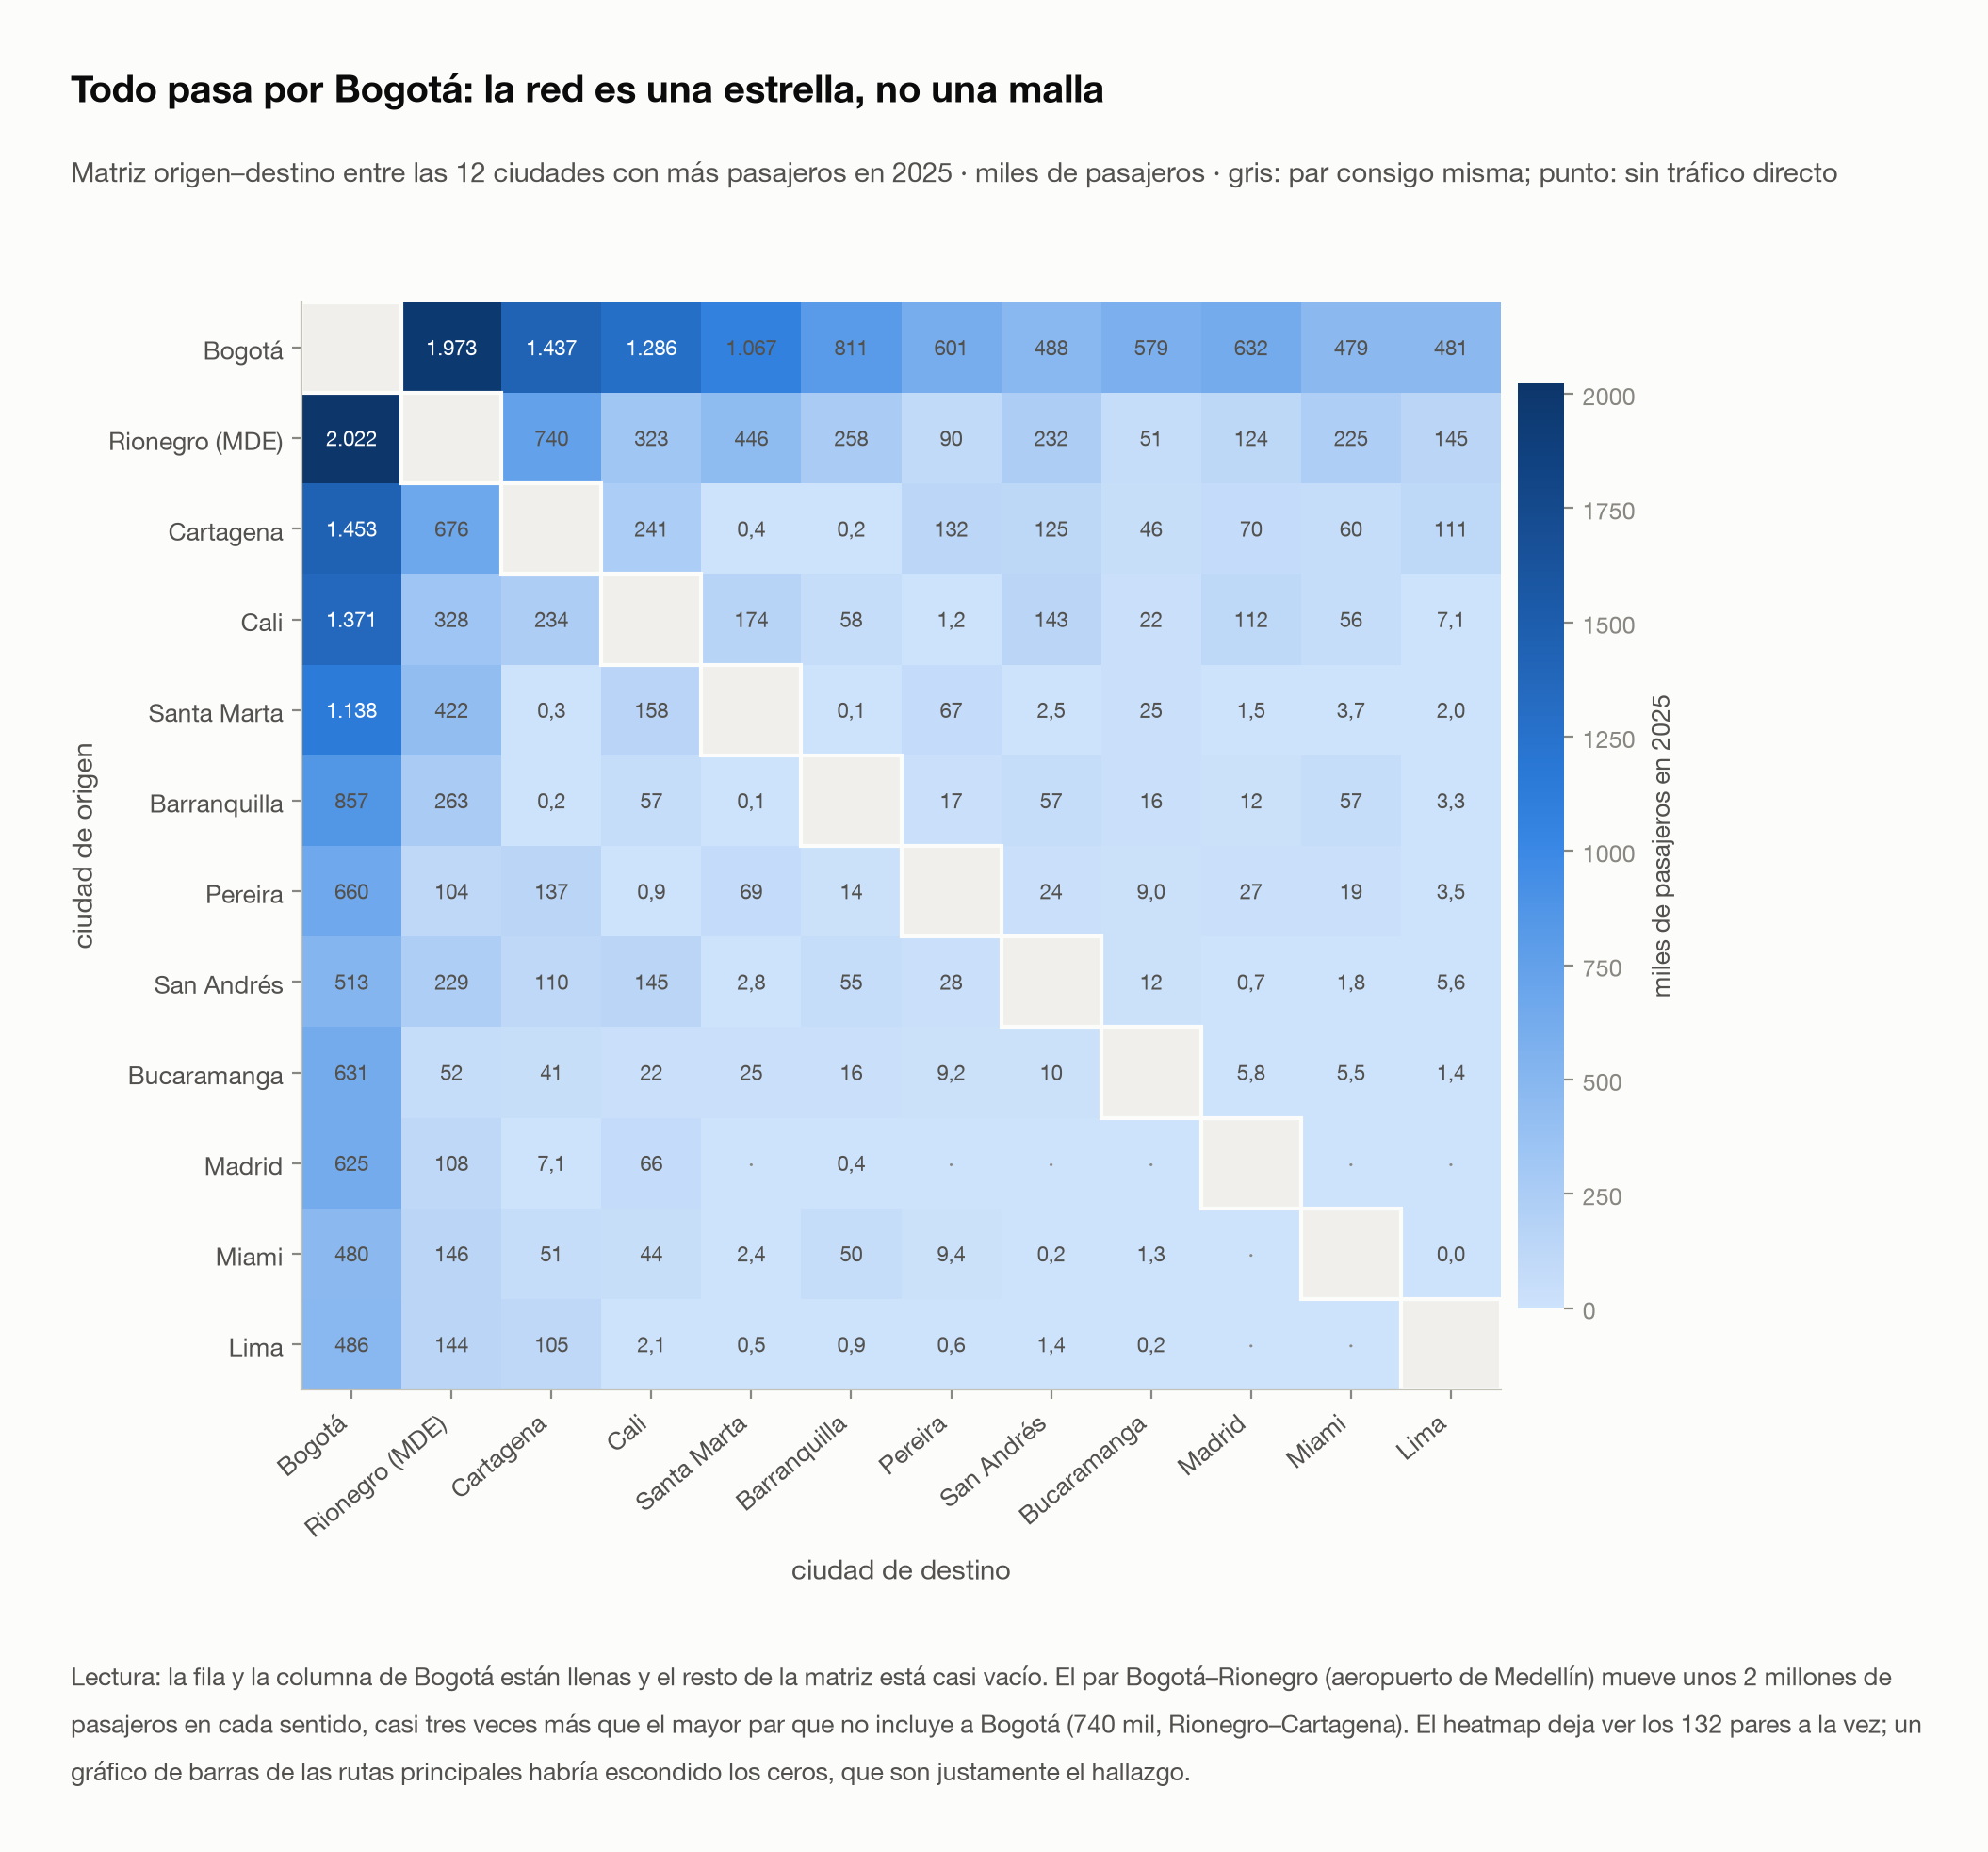 Todo pasa por Bogotá: la red es una estrella, no una malla
Matriz origen–destino entre las 12 ciudades con más pasajeros en 2025 · miles de pasajeros · gris: par consigo misma; punto: sin tráfico directo
Bogotá 1.973 1.437 1.286 1.067 811 601 488 579 632 479 481
Rionegro (MDE) 2.022 740 323 446 258 90 232 51 124 225 145
Cartagena 1.453 676 241 0,4 0,2 132 125 46 70 60 111
Cali 1.371 328 234 174 58 1,2 143 22 112 56 7,1
Santa Marta 1.138 422 0,3 158 0,1 67 2,5 25 1,5 3,7 2,0
Barranquilla 857 263 0,2 57 0,1 17 57 16 12 57 3,3
Pereira 660 104 137 0,9 69 14 24 9,0 27 19 3,5
San Andrés 513 229 110 145 2,8 55 28 12 0,7 1,8 5,6
Bucaramanga 631 52 41 22 25 16 9,2 10 5,8 5,5 1,4
Madrid 625 108 7,1 66 · 0,4 · · · · ·
Miami 480 146 51 44 2,4 50 9,4 0,2 1,3 · 0,0
Lima 486 144 105 2,1 0,5 0,9 0,6 1,4 0,2 · ·
ciudad de origen
Bogotá
Rionegro (MDE)
Cartagena
Cali
Santa Marta
Barranquilla
Pereira
San Andrés
Bucaramanga
Madrid
Miami
Lima
ciudad de destino
2000
1750
1500
1250
1000
750
500
250
0
miles de pasajeros en 2025
Lectura: la fila y la columna de Bogotá están llenas y el resto de la matriz está casi vacío. El par Bogotá–Rionegro (aeropuerto de Medellín) mueve unos 2 millones de
pasajeros en cada sentido, casi tres veces más que el mayor par que no incluye a Bogotá (740 mil, Rionegro–Cartagena). El heatmap deja ver los 132 pares a la vez; un
gráfico de barras de las rutas principales habría escondido los ceros, que son justamente el hallazgo.